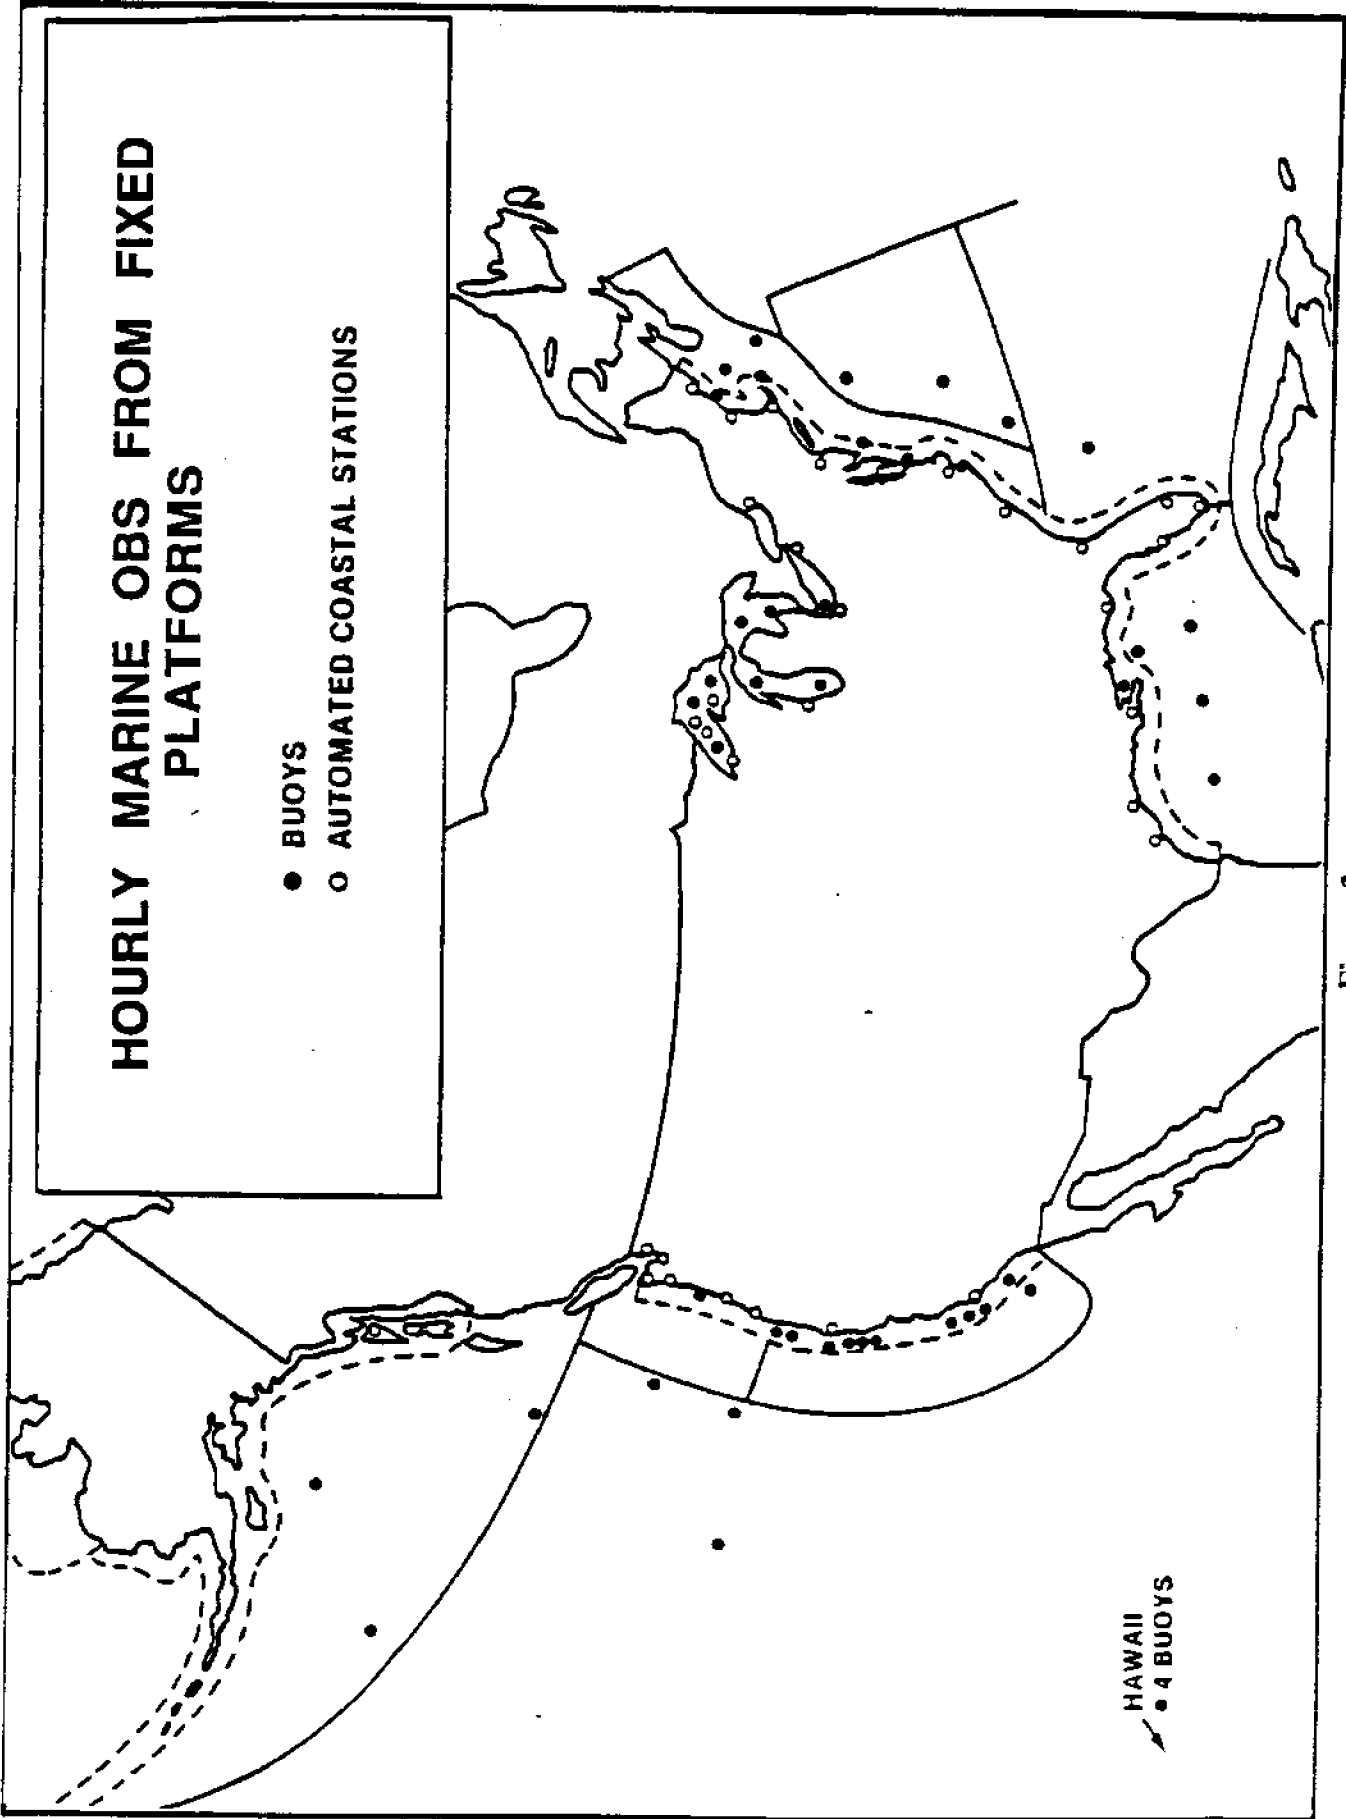 HOURLY MARINE OBS FROM FIXED
PLATFORMS
● BUOYS
○ AUTOMATED COASTAL STATIONS
HAWAII
● 4 BUOYS